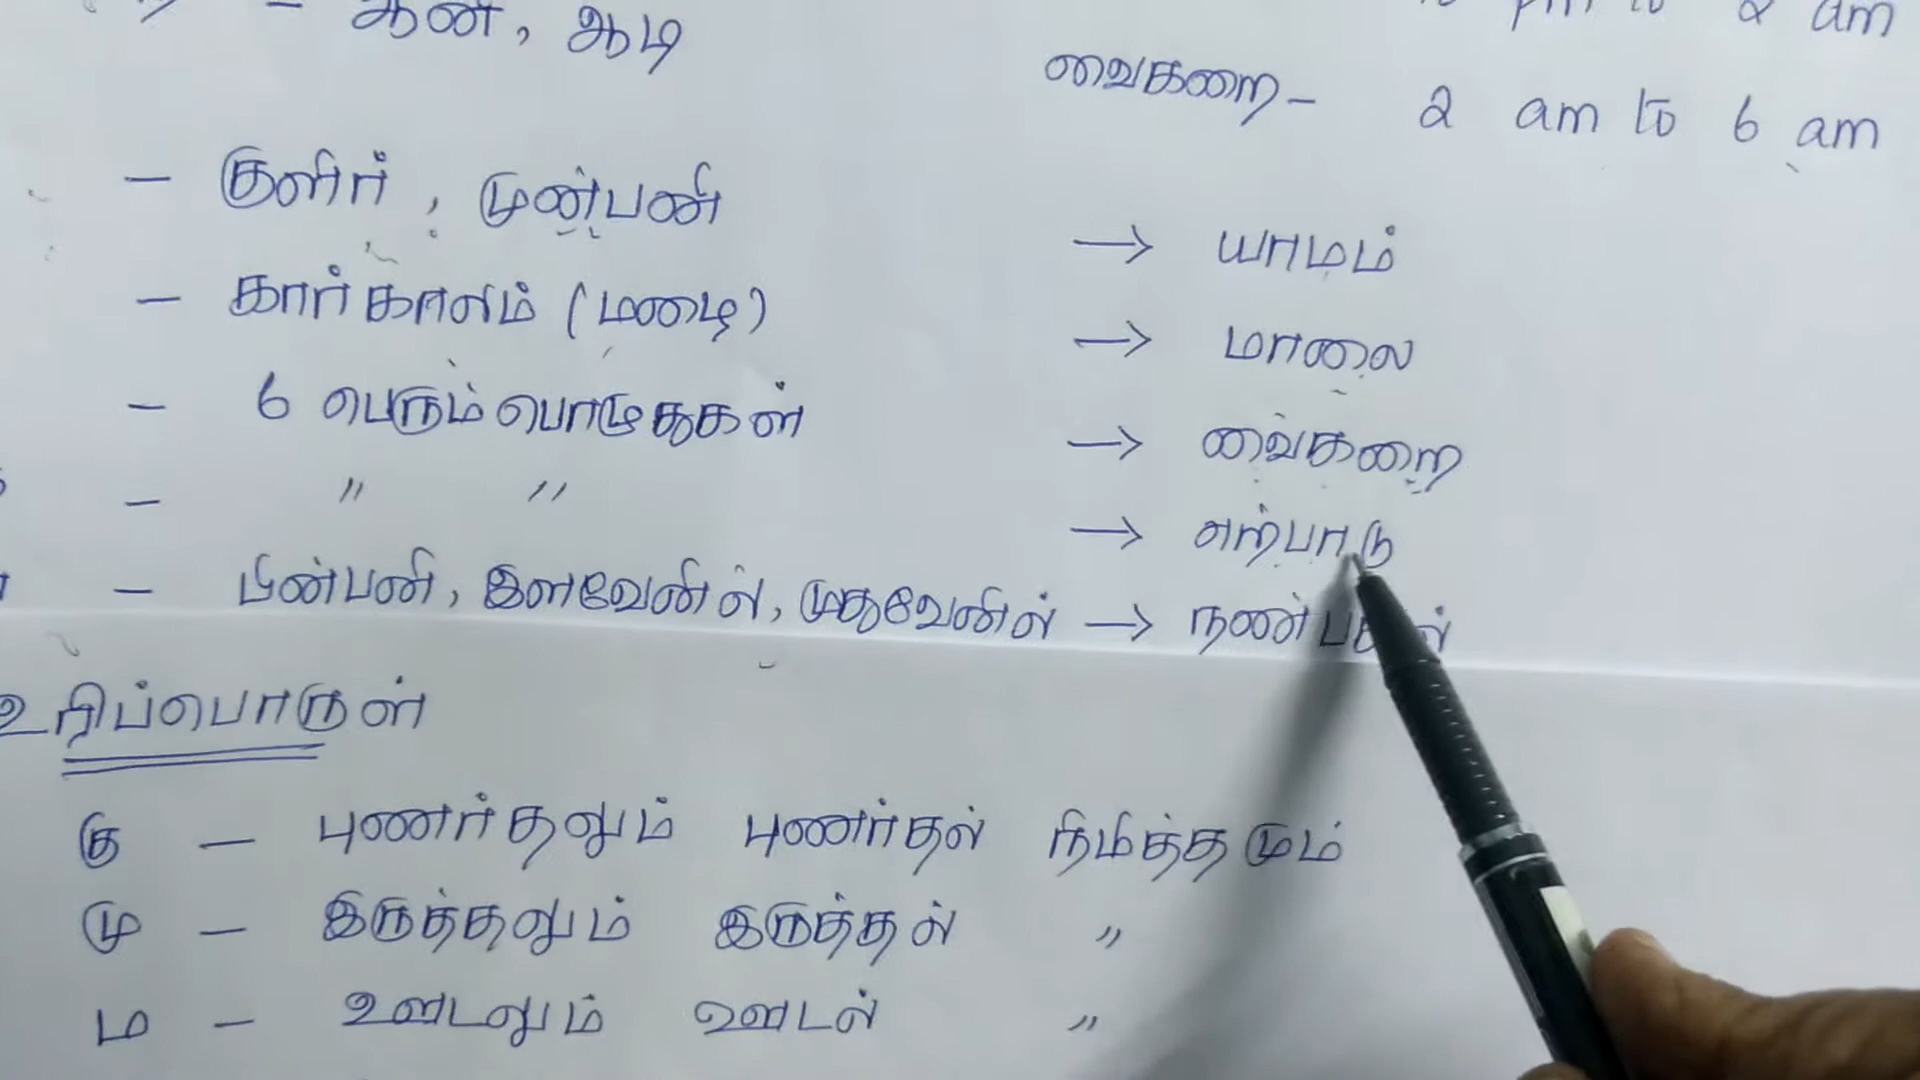 – ஆனி, ஆடி
pm to 2 am
வைகறை – 2 am to 6 am
– குளிர், முன்பனி → யாமம்
– கார்காலம் (மழை) → மாலை
– 6 பெரும்பொழுதுகள் → வைகறை
– " " → எற்பாடு
– பின்பனி, இளவேனில், முதுவேனில் → நண்பகல்
உரிப்பொருள்
கு – புணர்தலும் புணர்தல் நிமித்தமும்
மு – இருத்தலும் இருத்தல் "
ம – ஊடலும் ஊடல் "